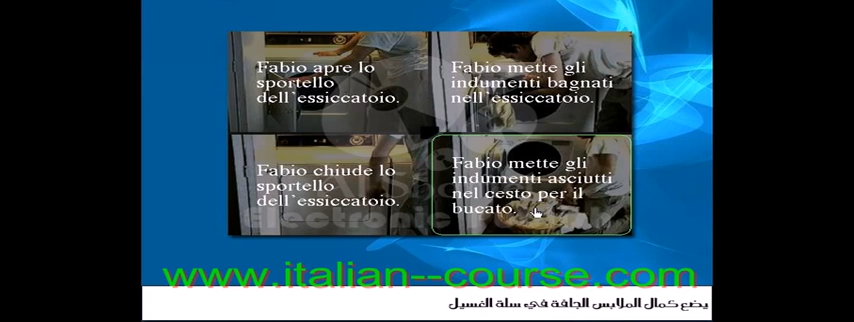 Fabio apre lo
sportello
dell`essiccatoio.
Fabio mette gli
indumenti bagnati
nell`essiccatoio.
Fabio chiude lo
sportello
dell`essiccatoio.
Fabio mette gli
indumenti asciutti
nel cesto per il
bucato.
Electronic
www.italian--course.com
يضع كمال الملابس الجافة في سلة الغسيل